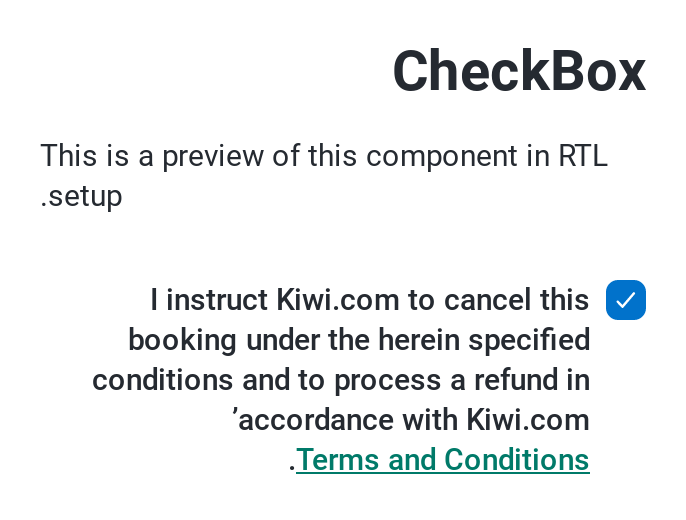 CheckBox
This is a preview of this component in RTL
.setup
I instruct Kiwi.com to cancel this
booking under the herein specified
conditions and to process a refund in
’accordance with Kiwi.com
.Terms and Conditions